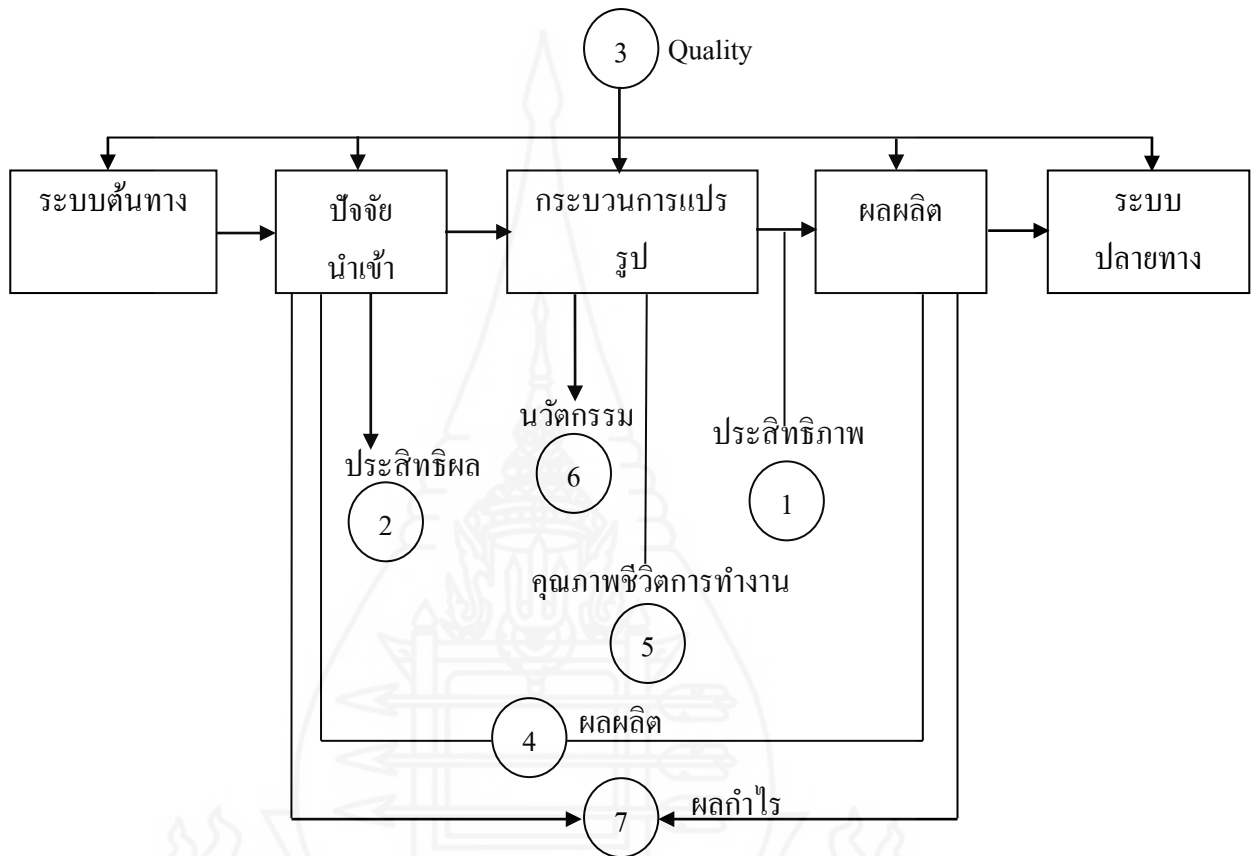 3 Quality
ระบบต้นทาง
ปัจจัย
นำเข้า
กระบวนการแปร
รูป
ผลผลิต
ระบบ
ปลายทาง
ประสิทธิผล
2
นวัตกรรม
6
ประสิทธิภาพ
1
คุณภาพชีวิตการทำงาน
5
4 ผลผลิต
7 ผลกำไร